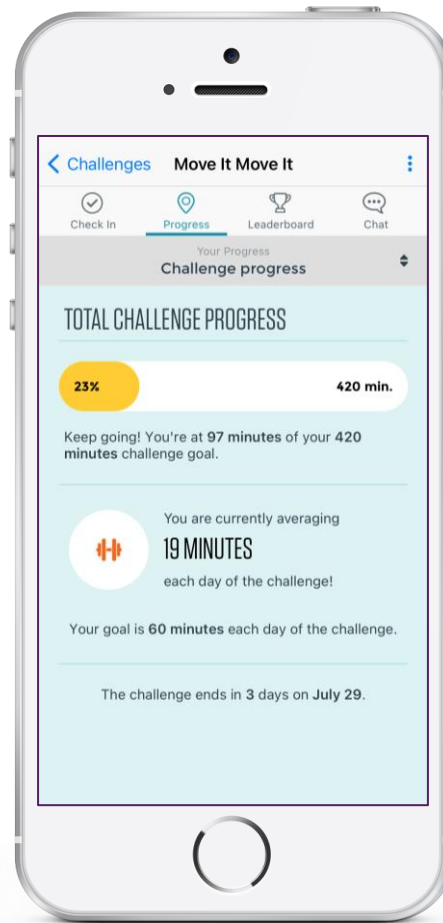 Challenges Move It Move It
Check In Progress Leaderboard Chat
Your Progress
Challenge progress
TOTAL CHALLENGE PROGRESS
23% 420 min.
Keep going! You're at 97 minutes of your 420
minutes challenge goal.
You are currently averaging
19 MINUTES
each day of the challenge!
Your goal is 60 minutes each day of the challenge.
The challenge ends in 3 days on July 29.